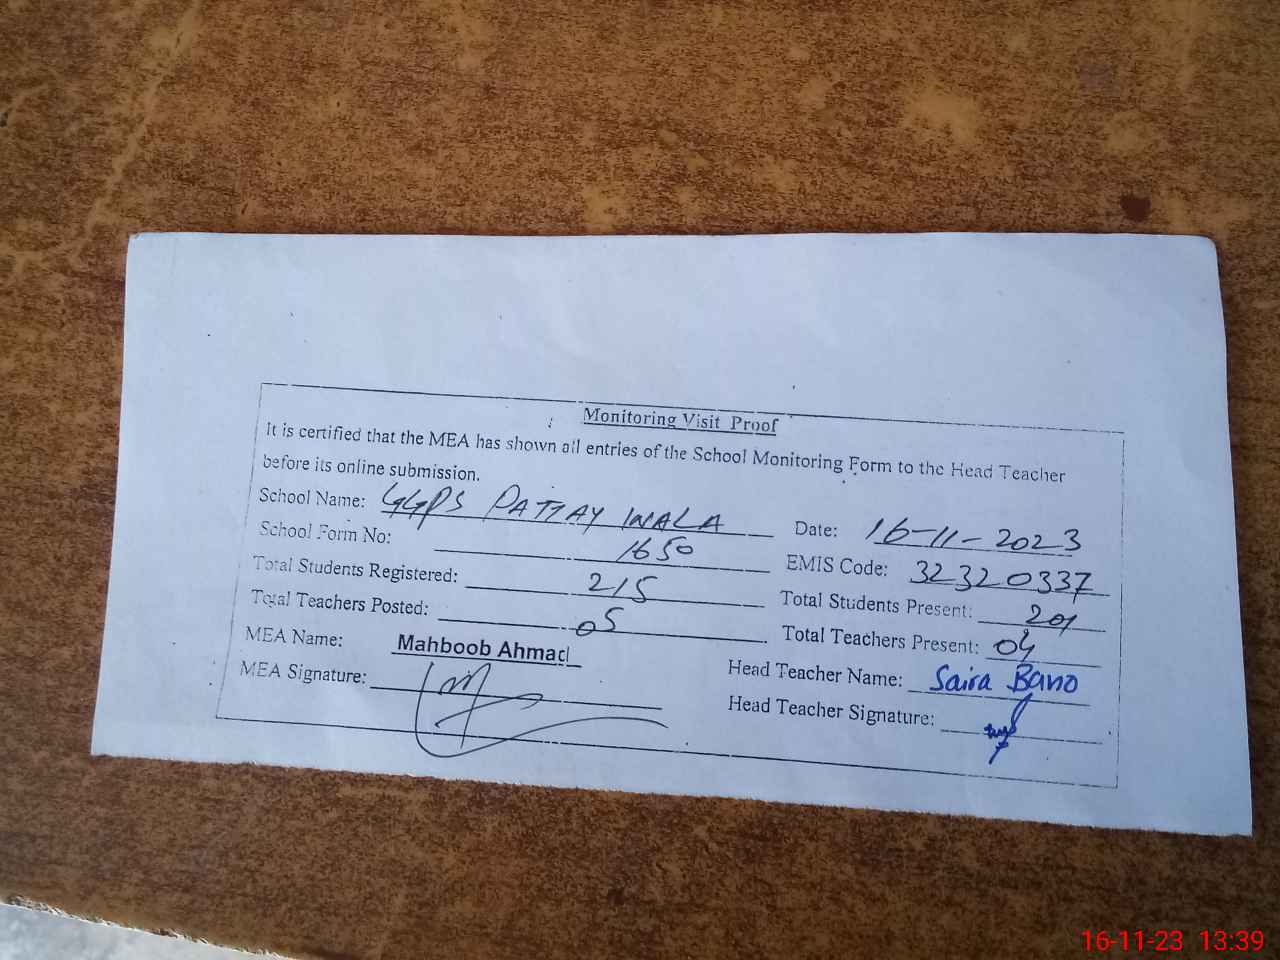 Monitoring Visit Proof
It is certified that the MEA has shown all entries of the School Monitoring Form to the Head Teacher
before its online submission.
School Name: GGPS PATTAY WALA Date: 16-11-2023
School Form No: 1650 EMIS Code: 32320337
Total Students Registered: 215 Total Students Present: 201
Total Teachers Posted: 05 Total Teachers Present: 04
MEA Name: Mahboob Ahmad Head Teacher Name: Saira Bano
MEA Signature: Head Teacher Signature:
16-11-23 13:39